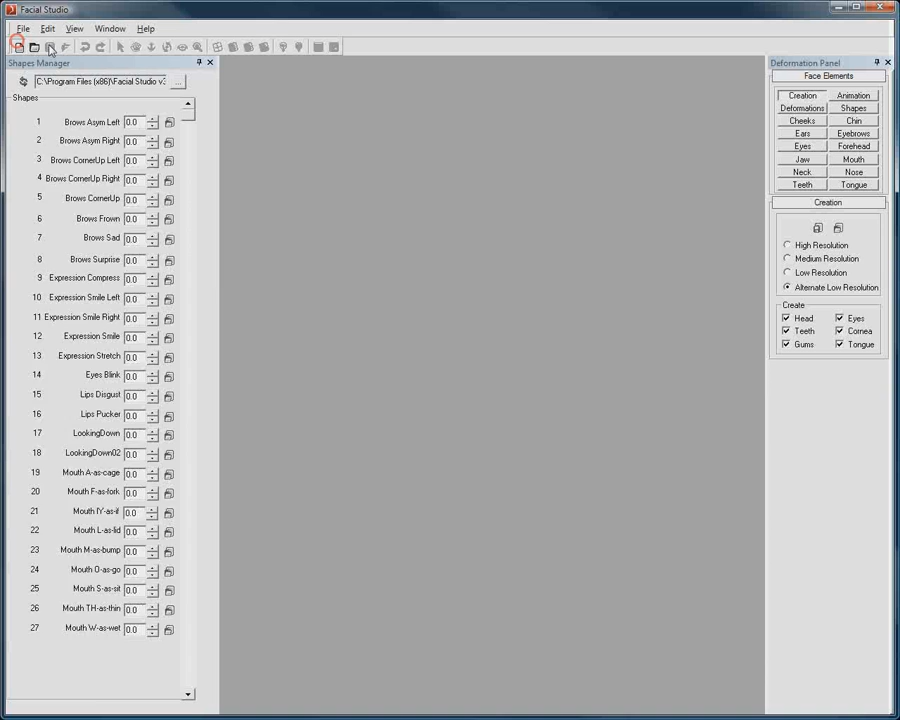 Facial Studio
File Edit View Window Help
Shapes Manager
C:\Program Files (x86)\Facial Studio v3
...
Shapes
1 Brows Asym Left 0.0
2 Brows Asym Right 0.0
3 Brows CornerUp Left 0.0
4 Brows CornerUp Right 0.0
5 Brows CornerUp 0.0
6 Brows Frown 0.0
7 Brows Sad 0.0
8 Brows Surprise 0.0
9 Expression Compress 0.0
10 Expression Smile Left 0.0
11 Expression Smile Right 0.0
12 Expression Smile 0.0
13 Expression Stretch 0.0
14 Eyes Blink 0.0
15 Lips Disgust 0.0
16 Lips Pucker 0.0
17 LookingDown 0.0
18 LookingDown02 0.0
19 Mouth A-as-cage 0.0
20 Mouth F-as-fork 0.0
21 Mouth IY-as-if 0.0
22 Mouth L-as-lid 0.0
23 Mouth M-as-bump 0.0
24 Mouth O-as-go 0.0
25 Mouth S-as-sit 0.0
26 Mouth TH-as-thin 0.0
27 Mouth W-as-wet 0.0
Deformation Panel
Face Elements
Creation Animation
Deformations Shapes
Cheeks Chin
Ears Eyebrows
Eyes Forehead
Jaw Mouth
Neck Nose
Teeth Tongue
Creation
High Resolution
Medium Resolution
Low Resolution
Alternate Low Resolution
Create
Head Eyes
Teeth Cornea
Gums Tongue